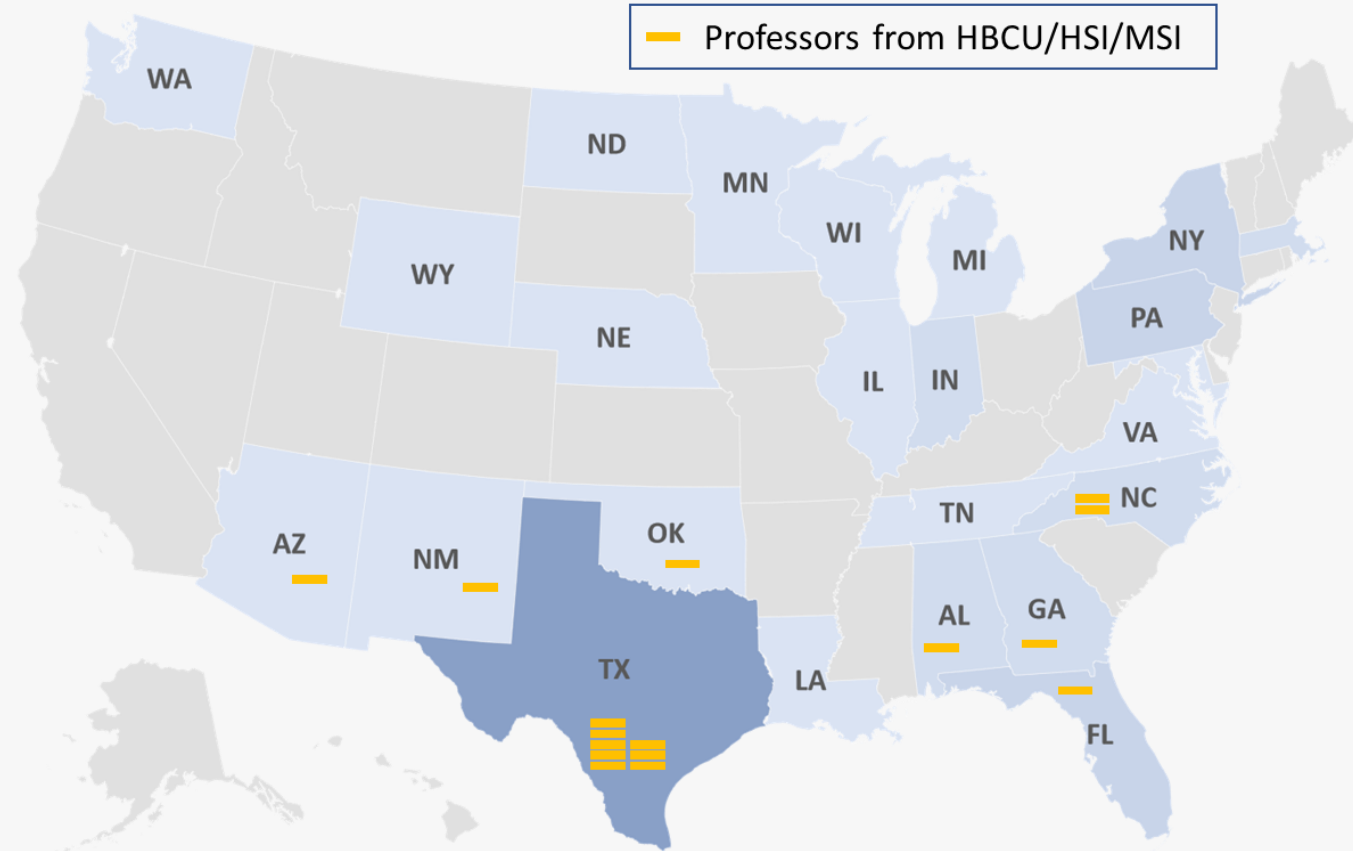 Professors from HBCU/HSI/MSI
WA
ND
MN
WI
MI
NY
WY
PA
NE
IL
IN
VA
NC
TN
OK
AZ
NM
AL
GA
TX
LA
FL